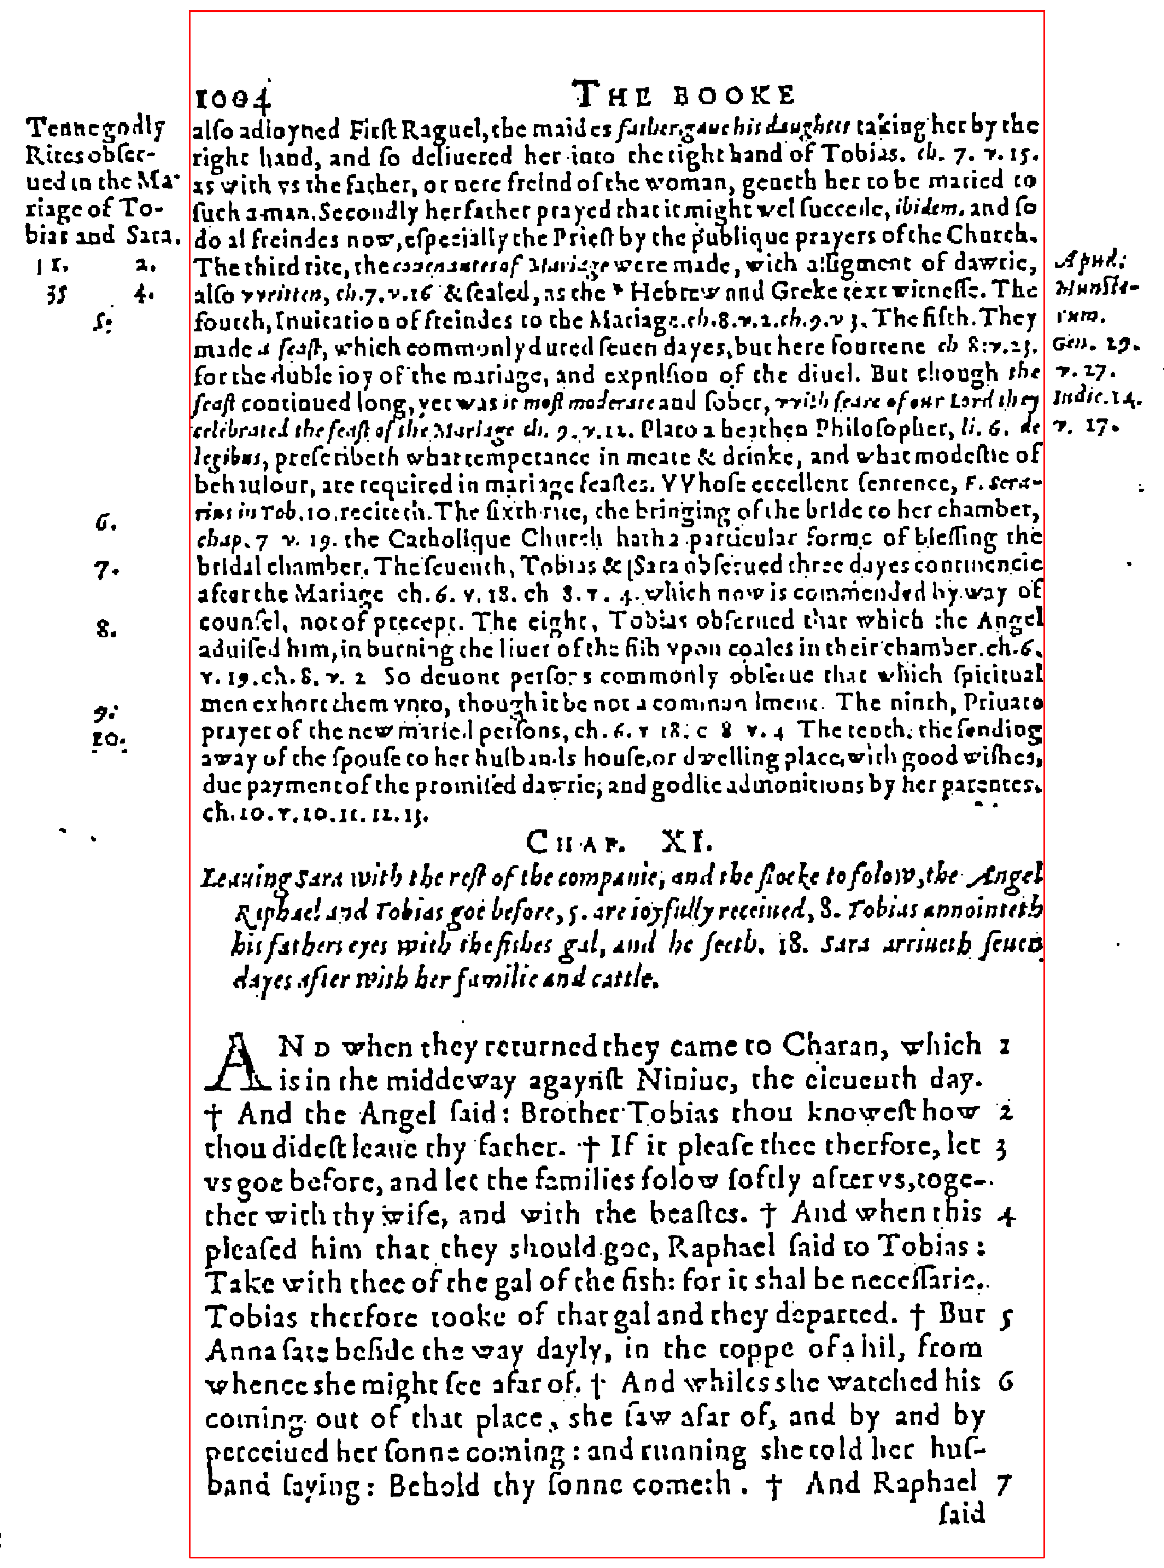 1004 THE BOOKE
Tenne godly
Rites obſer-
ued in the Ma-
riage of To-
bias and Sara.
1. 2.
3 4.
5.
6.
7.
8.
9.
10.
alſo adioyned Firſt Raguel, the maides father, gaue his daughter taking her by the
right hand, and ſo deliuered her into the right hand of Tobias. ch. 7. v. 15.
as with vs the father, or nere freind of the woman, geueth her to be maried to
ſuch a man. Secondly her father prayed that it might wel ſuccede, ibidem. and ſo
do al freindes now, eſpecially the Prieſt by the publique prayers of the Church.
The third rite, the couenantes of Mariage were made, with aſſigment of dawrie,
alſo vvritten, ch. 7. v. 16 & ſealed, as the Hebrew and Greke text witneſſe. The
fourth, Inuitation of freindes to the Mariage. ch. 8. v. 2. ch. 9. v 3. The fifth. They
made a feaſt, which commonly dured ſeuen dayes, but here fourtene ch 8. v. 23.
for the duble ioy of the mariage, and expulſion of the diuel. But though the
feaſt continued long, yet was it moſt moderate and ſober, vvith feare of our Lord they
celebrated the feaſt of the Mariage ch. 9. v. 12. Plato a heathen Philoſopher, li. 6. de
legibus, preſcribeth what temperance in meate & drinke, and what modeſtie of
behauiour, are required in mariage feaſtes. VVhoſe excellent ſentence, F. Sera-
rius in Tob. 10. reciteth. The ſixth rite, the bringing of the bride to her chamber,
chap. 7 v. 19. the Catholique Church hath a particular forme of bleſſing the
bridal chamber. The ſeuenth, Tobias & Sara obſerued three dayes continencie
after the Mariage ch. 6. v. 18. ch 8. v. 4. which now is commended by way of
counſel, not of precept. The eight, Tobias obſerued that which the Angel
aduiſed him, in burning the liuer of the fiſh vpon coales in their chamber. ch. 6.
v. 19. ch. 8. v. 2 So deuout perſons commonly obſerue that which ſpiritual
men exhort them vnto, though it be not a commandment. The ninth, Priuate
prayer of the new maried perſons, ch. 6. v 18. c 8 v. 4 The tenth, the ſending
away of the ſpouſe to her huſbands houſe, or dwelling place, with good wiſhes,
due payment of the promiſed dawrie, and godlie admonitions by her parentes.
ch. 10. v. 10. 11. 12. 13.
Apud.
Munſte-
rum.
Gen. 29.
v. 27.
Iudic. 14.
v. 17.
CHAP. XI.
Leauing Sara with the reſt of the companie, and the flocke to folow, the Angel
Raphael and Tobias goe before, 5. are ioyfully receiued, 8. Tobias annointeth
his fathers eyes with the fiſhes gal, and he ſeeth. 18. Sara arriueth ſeuen
dayes after with her familie and cattle.
AND when they returned they came to Charan, which 1
is in the middeway agaynſt Niniue, the eleuenth day.
† And the Angel ſaid: Brother Tobias thou knoweſt how 2
thou dideſt leaue thy father. † If it pleaſe thee therfore, let 3
vs goe before, and let the families folow ſoftly after vs, toge-
ther with thy wife, and with the beaſtes. † And when this 4
pleaſed him that they should goe, Raphael ſaid to Tobias:
Take with thee of the gal of the fish: for it shal be neceſſarie.
Tobias therfore tooke of that gal and they departed. † But 5
Anna ſate beſide the way dayly, in the toppe of a hil, from
whence she might ſee afar of. † And whiles she watched his 6
coming out of that place, she ſaw afar of, and by and by
perceiued her ſonne coming: and running she told her huſ-
band ſaying: Behold thy ſonne cometh. † And Raphael 7
ſaid